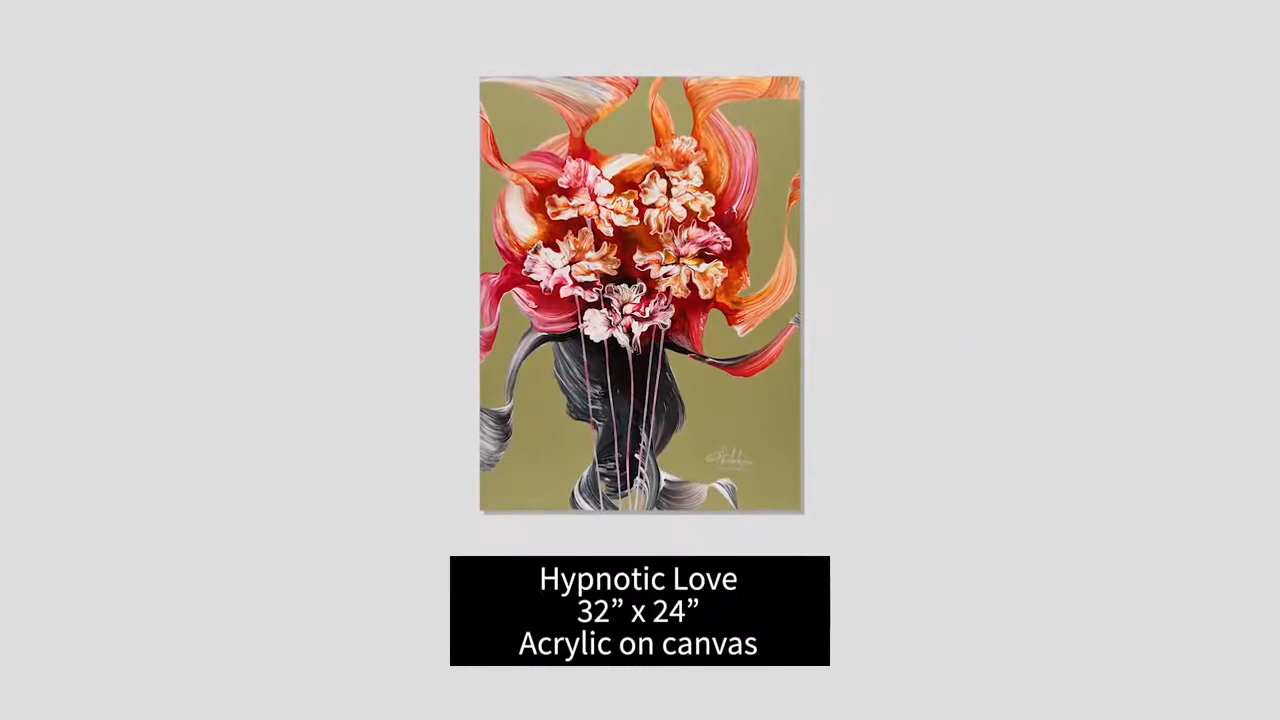 Hypnotic Love
32” x 24”
Acrylic on canvas